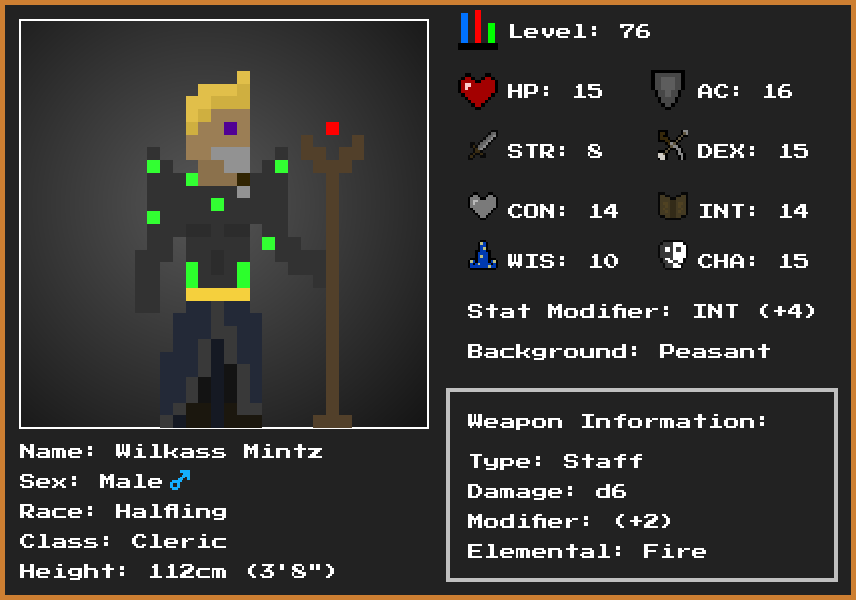 Level: 76
HP: 15 AC: 16
STR: 8 DEX: 15
CON: 14 INT: 14
WIS: 10 CHA: 15
Stat Modifier: INT (+4)
Background: Peasant
Weapon Information:
Type: Staff
Damage: d6
Modifier: (+2)
Elemental: Fire
Name: Wilkass Mintz
Sex: Male♂
Race: Halfling
Class: Cleric
Height: 112cm (3'8")